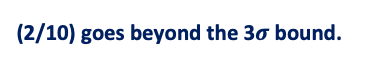 (2/10) goes beyond the 3σ bound.